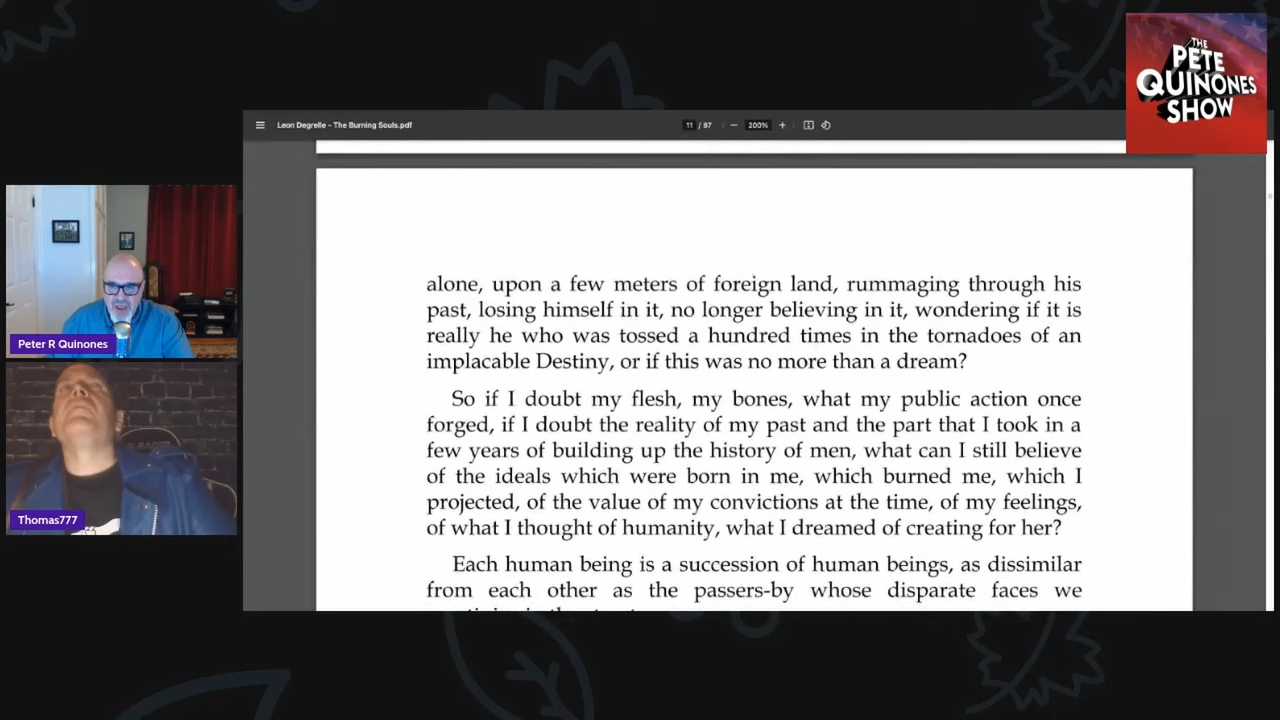 THE
PETE
QUINONES
SHOW
Leon Degrelle - The Burning Souls.pdf
11 / 87
200%
alone, upon a few meters of foreign land, rummaging through his
past, losing himself in it, no longer believing in it, wondering if it is
really he who was tossed a hundred times in the tornadoes of an
implacable Destiny, or if this was no more than a dream?
So if I doubt my flesh, my bones, what my public action once
forged, if I doubt the reality of my past and the part that I took in a
few years of building up the history of men, what can I still believe
of the ideals which were born in me, which burned me, which I
projected, of the value of my convictions at the time, of my feelings,
of what I thought of humanity, what I dreamed of creating for her?
Each human being is a succession of human beings, as dissimilar
from each other as the passers-by whose disparate faces we
Peter R Quinones
Thomas777